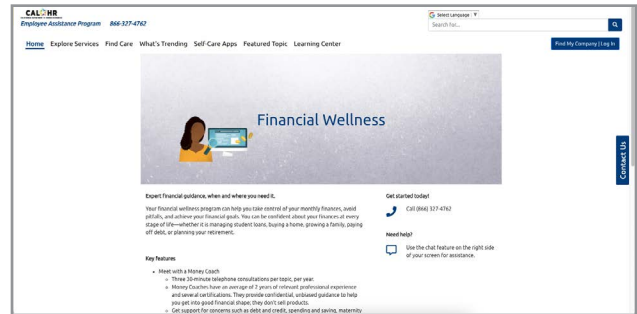 CALHR
Employee Assistance Program 866-327-4762
Select Language ▼
Search for...
Home Explore Services Find Care What's Trending Self-Care Apps Featured Topic Learning Center
Find My Company | Log In
Financial Wellness
Contact Us
Expert financial guidance, when and where you need it.
Your financial wellness program can help you take control of your monthly finances, avoid
pitfalls, and achieve your financial goals. You can be confident about your finances at every
stage of life—whether it is managing student loans, buying a home, growing a family, paying
off debt, or planning your retirement.
Key features
• Meet with a Money Coach
o Three 30-minute telephone consultations per topic, per year.
o Money Coaches have an average of 2 years of relevant professional experience
and several certifications. They provide confidential, unbiased guidance to help
you get into good financial shape; they don't sell products.
o Get support for concerns such as debt and credit, spending and saving, maternity
Get started today!
Call (866) 327-4762
Need help?
Use the chat feature on the right side
of your screen for assistance.